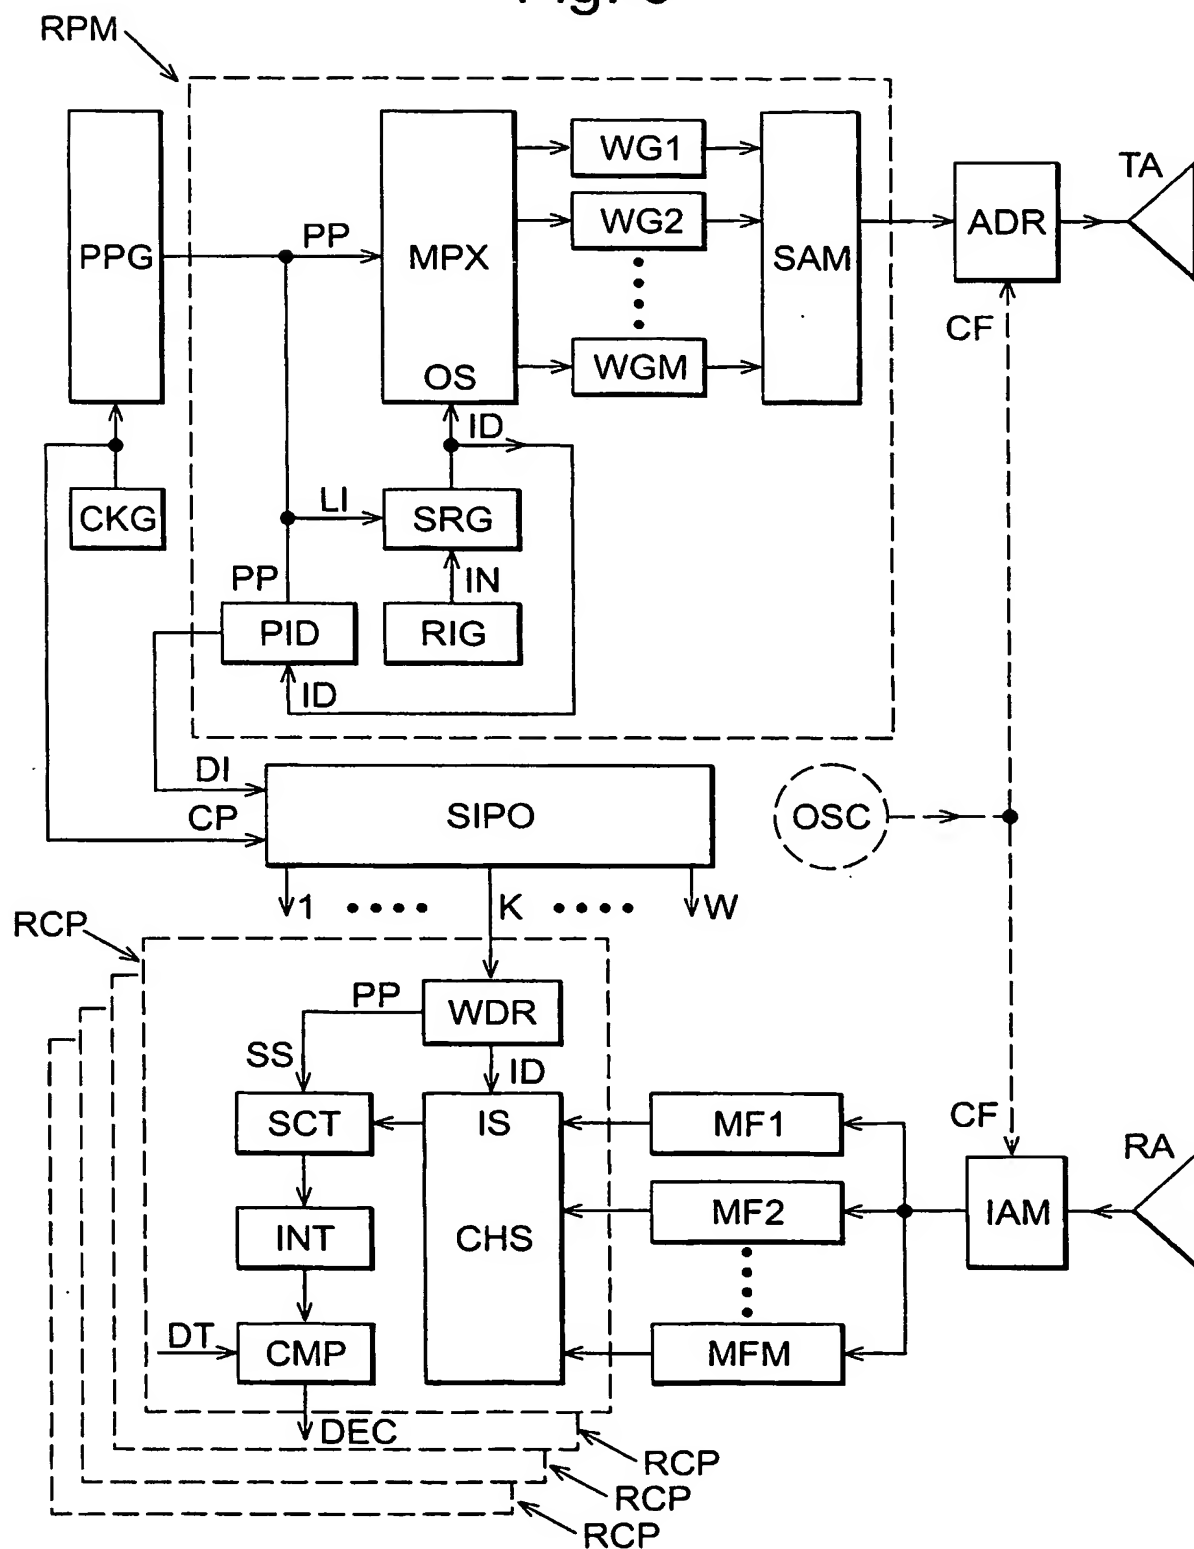 RPM
PPG
PP
MPX
OS
WG1
WG2
WGM
SAM
ADR
TA
CF
CKG
ID
LI
SRG
PP
IN
PID
RIG
ID
DI
CP
SIPO
OSC
1
K
W
RCP
PP
WDR
SS
ID
SCT
IS
CHS
MF1
CF
RA
INT
MF2
IAM
DT
CMP
MFM
DEC
RCP
RCP
RCP